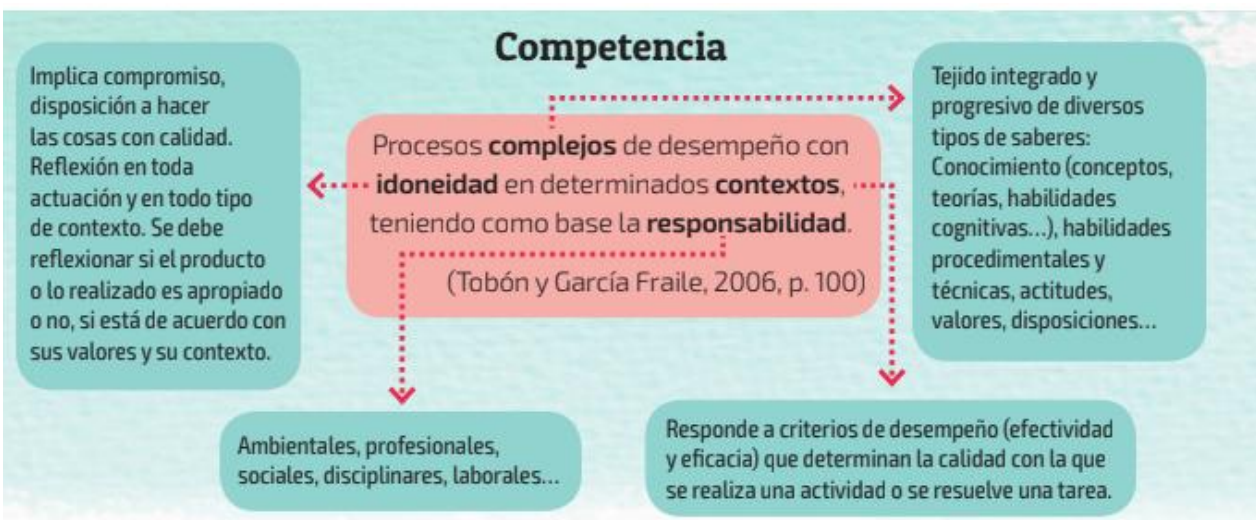 Competencia
Implica compromiso,
disposición a hacer
las cosas con calidad.
Reflexión en toda
actuación y en todo tipo
de contexto. Se debe
reflexionar si el producto
o lo realizado es apropiado
o no, si está de acuerdo con
sus valores y su contexto.
Procesos complejos de desempeño con
idoneidad en determinados contextos,
teniendo como base la responsabilidad.
(Tobón y García Fraile, 2006, p. 100)
Tejido integrado y
progresivo de diversos
tipos de saberes:
Conocimiento (conceptos,
teorías, habilidades
cognitivas...), habilidades
procedimentales y
técnicas, actitudes,
valores, disposiciones...
Ambientales, profesionales,
sociales, disciplinares, laborales...
Responde a criterios de desempeño (efectividad
y eficacia) que determinan la calidad con la que
se realiza una actividad o se resuelve una tarea.